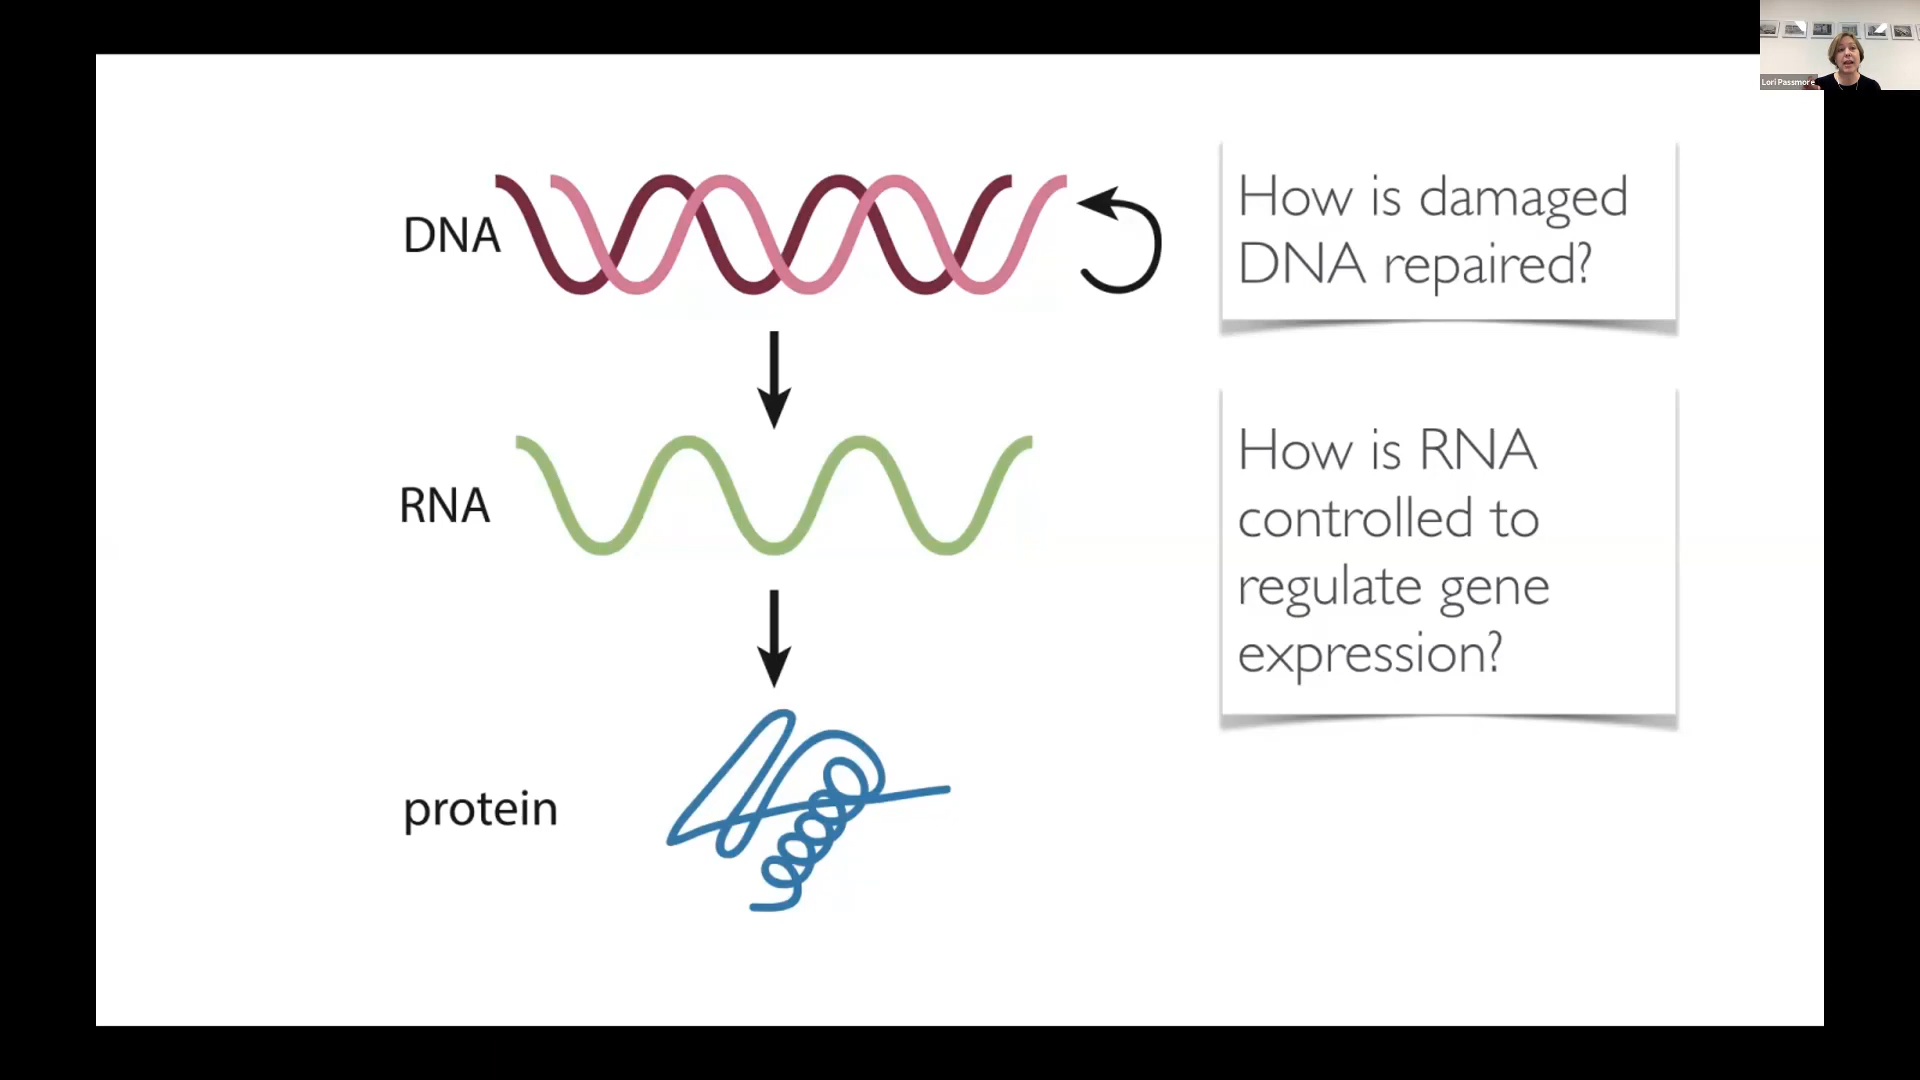 Lori Passmore
DNA
How is damaged
DNA repaired?
RNA
How is RNA
controlled to
regulate gene
expression?
protein